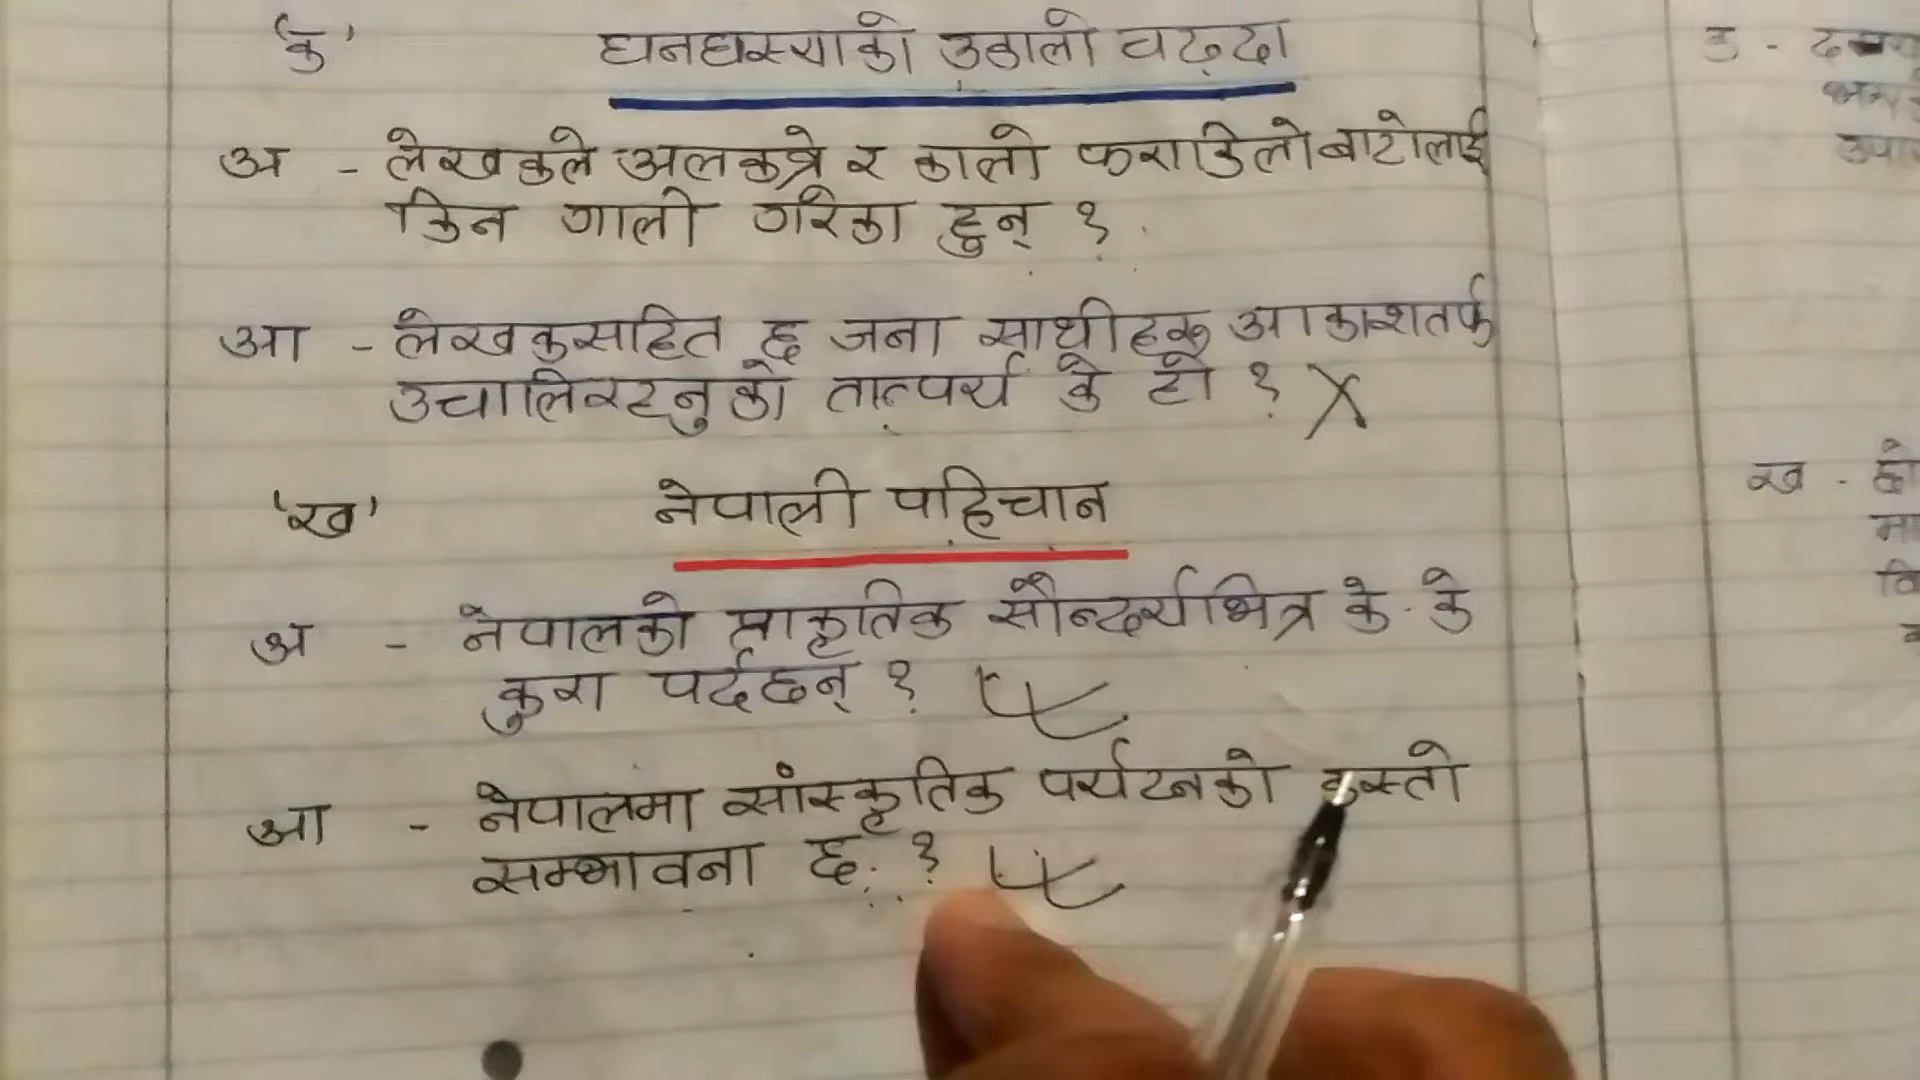 'क' घनघस्याको उकालो चढ्दा
अ - लेखकले अलकत्रे र कालो फराकिलो बाटोलाई
किन गाली गरेका हुन् ?
आ - लेखकसहित छ जना साथीहरू आकाशतर्फ
उचालिरहनुको तात्पर्य के हो ? X
'ख' नेपाली पहिचान
अ - नेपालको प्राकृतिक सौन्दर्यभित्र के-के
कुरा पर्दछन् ?
आ - नेपालमा सांस्कृतिक पर्यटनको कस्तो
सम्भावना छ ?
ख -